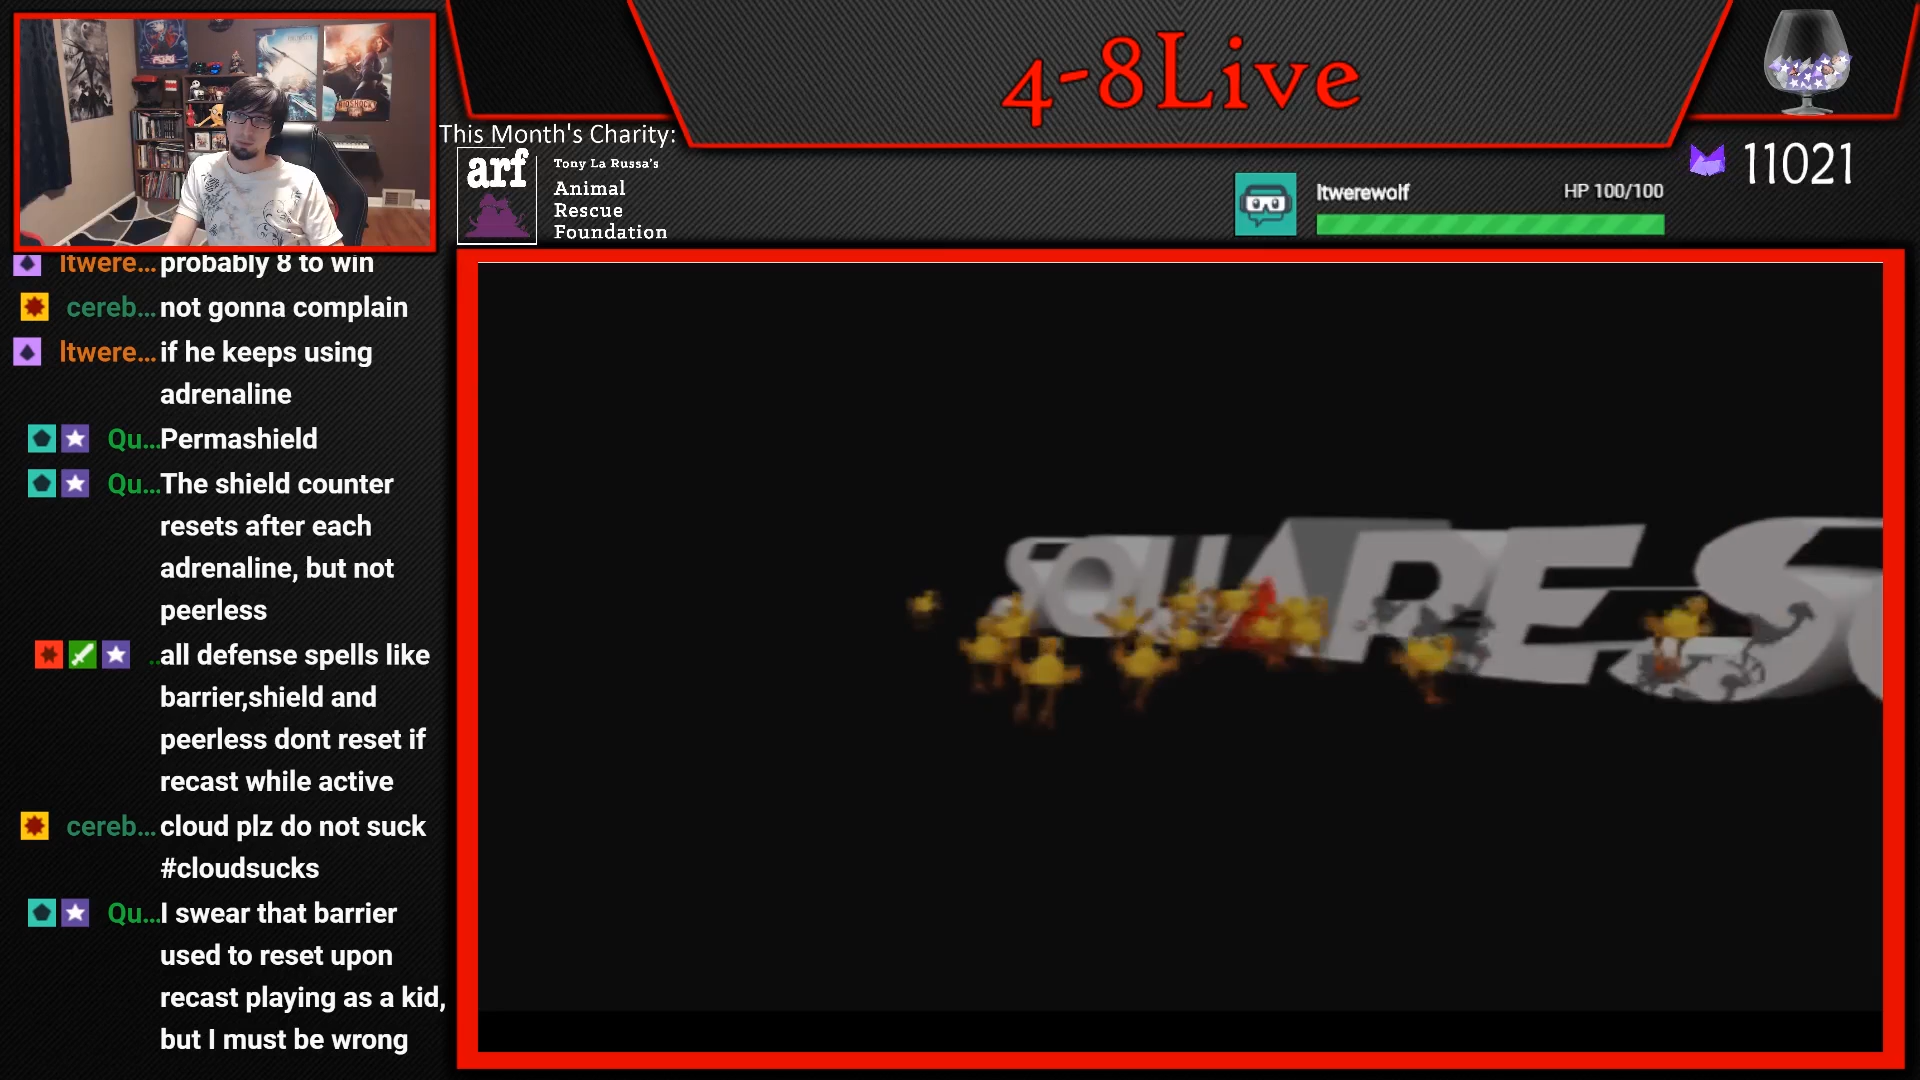 4-8Live
This Month's Charity:
arf
Tony La Russa's
Animal
Rescue
Foundation
ltwerewolf
HP 100/100
11021
BIOSHOCK
ltwere... probably 8 to win
cereb... not gonna complain
ltwere... if he keeps using
adrenaline
Qu... Permashield
Qu... The shield counter
resets after each
adrenaline, but not
peerless
.. all defense spells like
barrier,shield and
peerless dont reset if
recast while active
cereb... cloud plz do not suck
#cloudsucks
Qu... I swear that barrier
used to reset upon
recast playing as a kid,
but I must be wrong
SQUARE SO